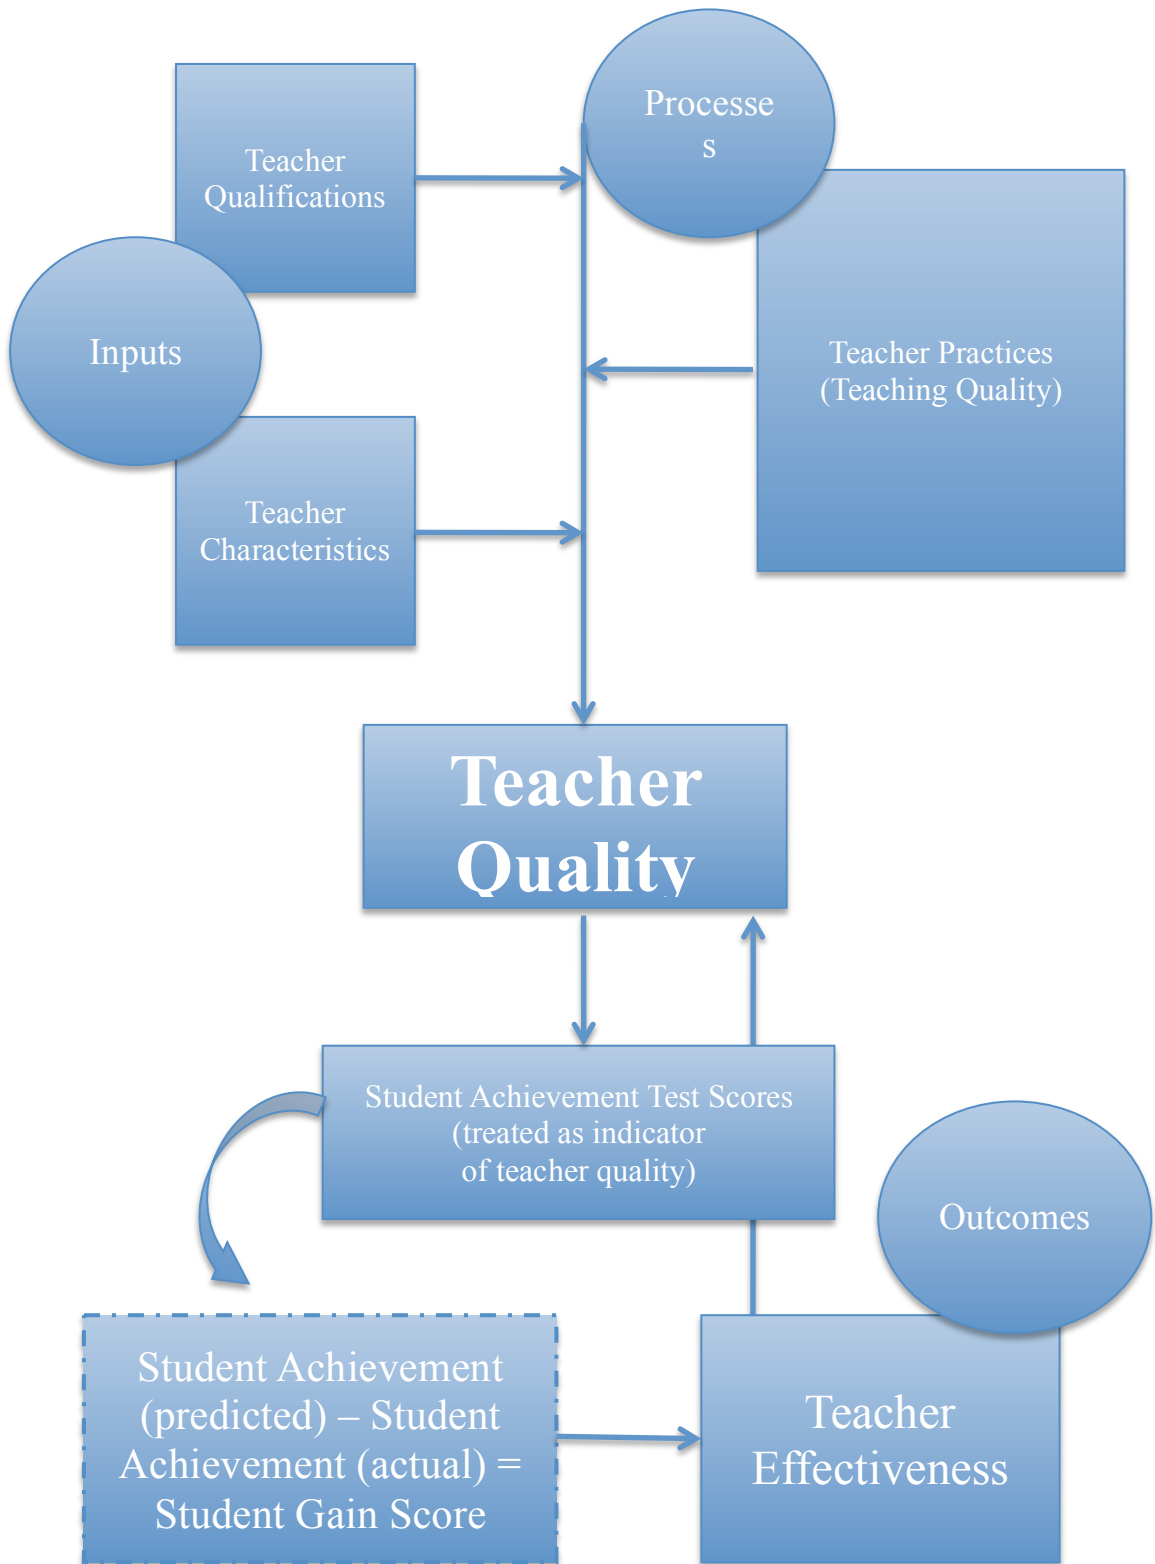 Processe
s
Teacher
Qualifications
Inputs
Teacher Practices
(Teaching Quality)
Teacher
Characteristics
Teacher
Quality
Student Achievement Test Scores
(treated as indicator
of teacher quality)
Outcomes
Student Achievement
(predicted) – Student
Achievement (actual) =
Student Gain Score
Teacher
Effectiveness